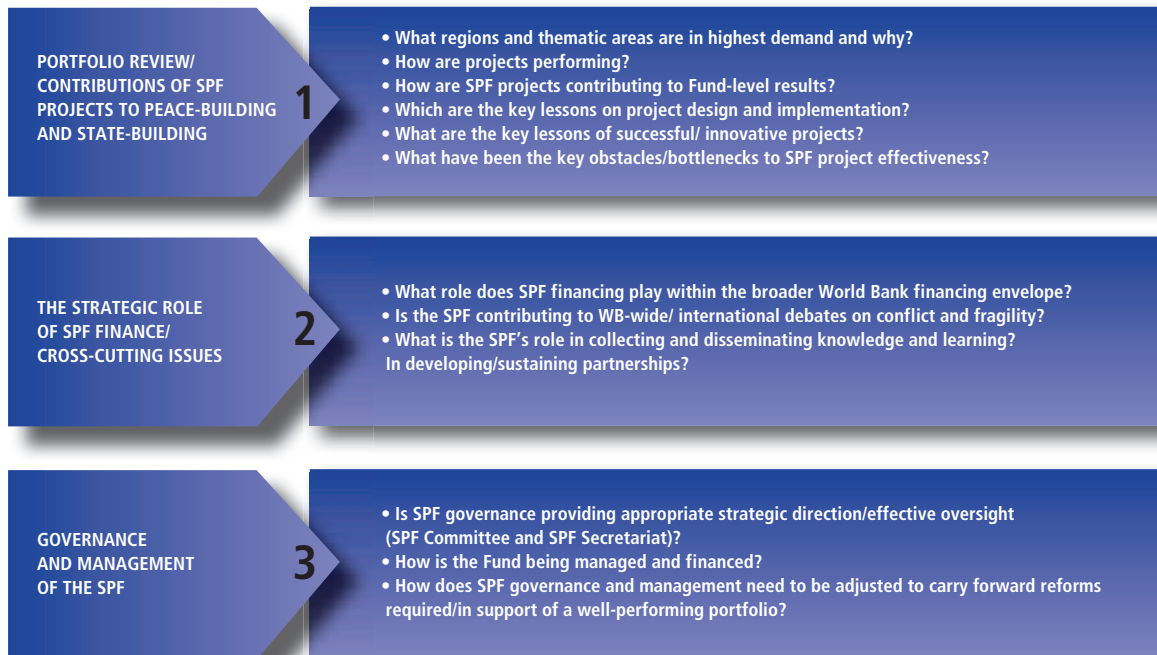 PORTFOLIO REVIEW/
CONTRIBUTIONS OF SPF
PROJECTS TO PEACE-BUILDING
AND STATE-BUILDING
1
• What regions and thematic areas are in highest demand and why?
• How are projects performing?
• How are SPF projects contributing to Fund-level results?
• Which are the key lessons on project design and implementation?
• What are the key lessons of successful/ innovative projects?
• What have been the key obstacles/bottlenecks to SPF project effectiveness?
THE STRATEGIC ROLE
OF SPF FINANCE/
CROSS-CUTTING ISSUES
2
• What role does SPF financing play within the broader World Bank financing envelope?
• Is the SPF contributing to WB-wide/ international debates on conflict and fragility?
• What is the SPF's role in collecting and disseminating knowledge and learning?
In developing/sustaining partnerships?
GOVERNANCE
AND MANAGEMENT
OF THE SPF
3
• Is SPF governance providing appropriate strategic direction/effective oversight
(SPF Committee and SPF Secretariat)?
• How is the Fund being managed and financed?
• How does SPF governance and management need to be adjusted to carry forward reforms
required/in support of a well-performing portfolio?